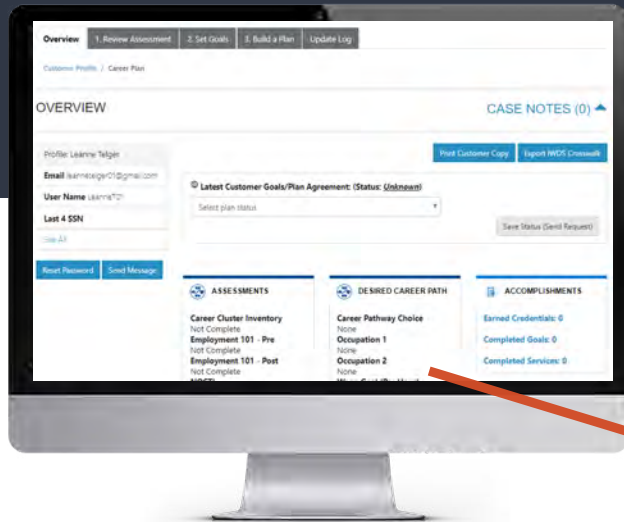 Overview 1. Review Assessment 2. Set Goals 3. Build a Plan Update Log
Customer Profile / Career Plan
OVERVIEW
CASE NOTES (0)
Profile: Leanne Telger
Print Customer Copy Export IWDS Crosswalk
Email
User Name
Latest Customer Goals/Plan Agreement: (Status: Unknown)
Last 4 SSN
Select plan status
See All
Save Status (Send Request)
Reset Password Send Message
ASSESSMENTS DESIRED CAREER PATH ACCOMPLISHMENTS
Career Cluster Inventory Career Pathway Choice Earned Credentials: 0
Not Complete None
Employment 101 - Pre Occupation 1 Completed Goals: 0
Not Complete None
Employment 101 - Post Occupation 2 Completed Services: 0
Not Complete None